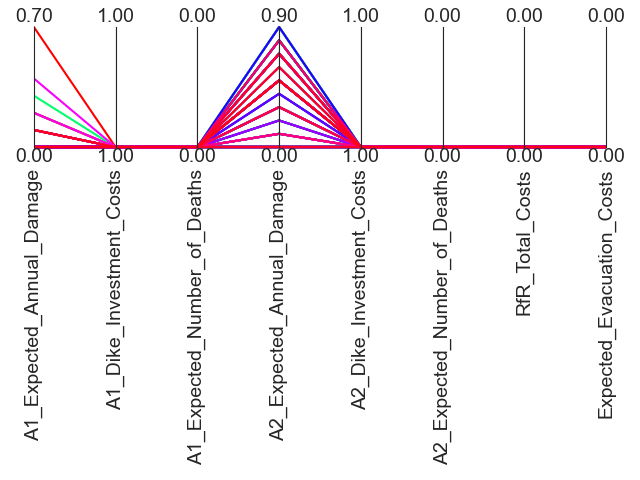 0.70 1.00 0.00 0.90 1.00 0.00 0.00 0.00
0.00 1.00 0.00 0.00 1.00 0.00 0.00 0.00
A1_Expected_Annual_Damage
A1_Dike_Investment_Costs
A1_Expected_Number_of_Deaths
A2_Expected_Annual_Damage
A2_Dike_Investment_Costs
A2_Expected_Number_of_Deaths
RfR_Total_Costs
Expected_Evacuation_Costs